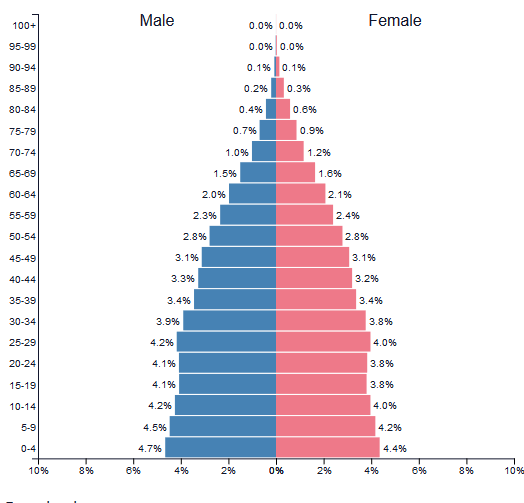 Male Female
100+ 0.0% 0.0%
95-99 0.0% 0.0%
90-94 0.1% 0.1%
85-89 0.2% 0.3%
80-84 0.4% 0.6%
75-79 0.7% 0.9%
70-74 1.0% 1.2%
65-69 1.5% 1.6%
60-64 2.0% 2.1%
55-59 2.3% 2.4%
50-54 2.8% 2.8%
45-49 3.1% 3.1%
40-44 3.3% 3.2%
35-39 3.4% 3.4%
30-34 3.9% 3.8%
25-29 4.2% 4.0%
20-24 4.1% 3.8%
15-19 4.1% 3.8%
10-14 4.2% 4.0%
5-9 4.5% 4.2%
0-4 4.7% 4.4%
10% 8% 6% 4% 2% 0% 2% 4% 6% 8% 10%